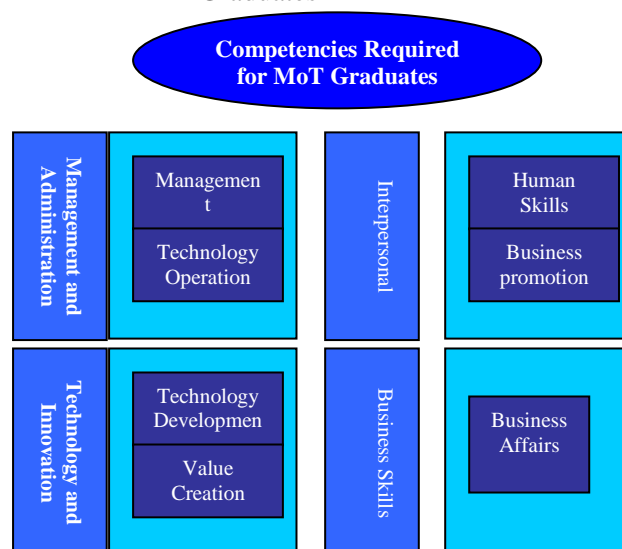 Competencies Required
for MoT Graduates
Management and
Administration
Managemen
t
Technology
Operation
Interpersonal
Human
Skills
Business
promotion
Technology and
Innovation
Technology
Developmen
Value
Creation
Business Skills
Business
Affairs